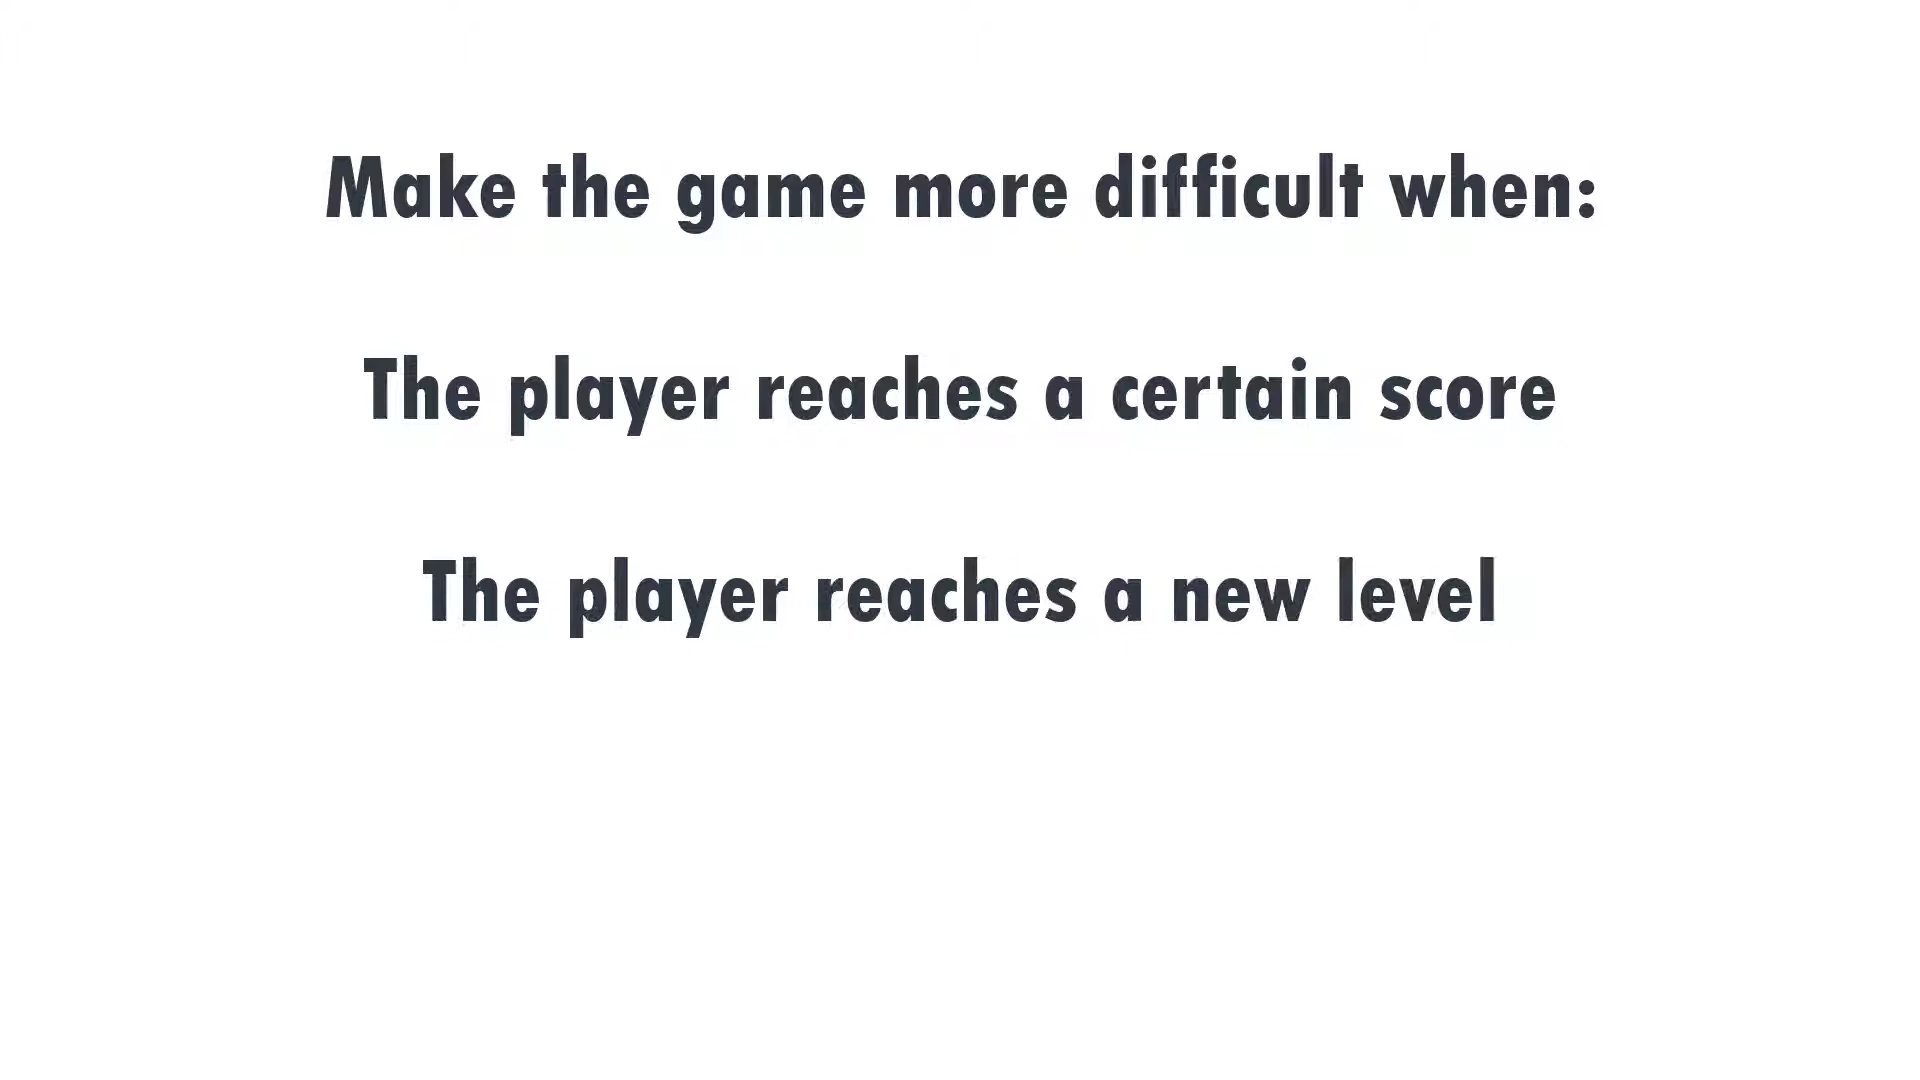 Make the game more difficult when:
The player reaches a certain score
The player reaches a new level